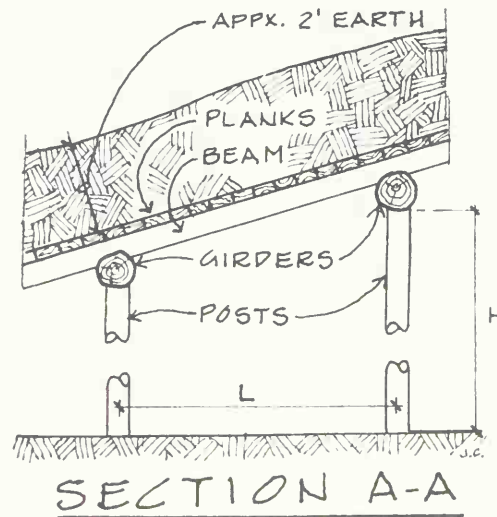 APPX. 2' EARTH
PLANKS
BEAM
GIRDERS
POSTS
H
L
J.C.
SECTION A-A